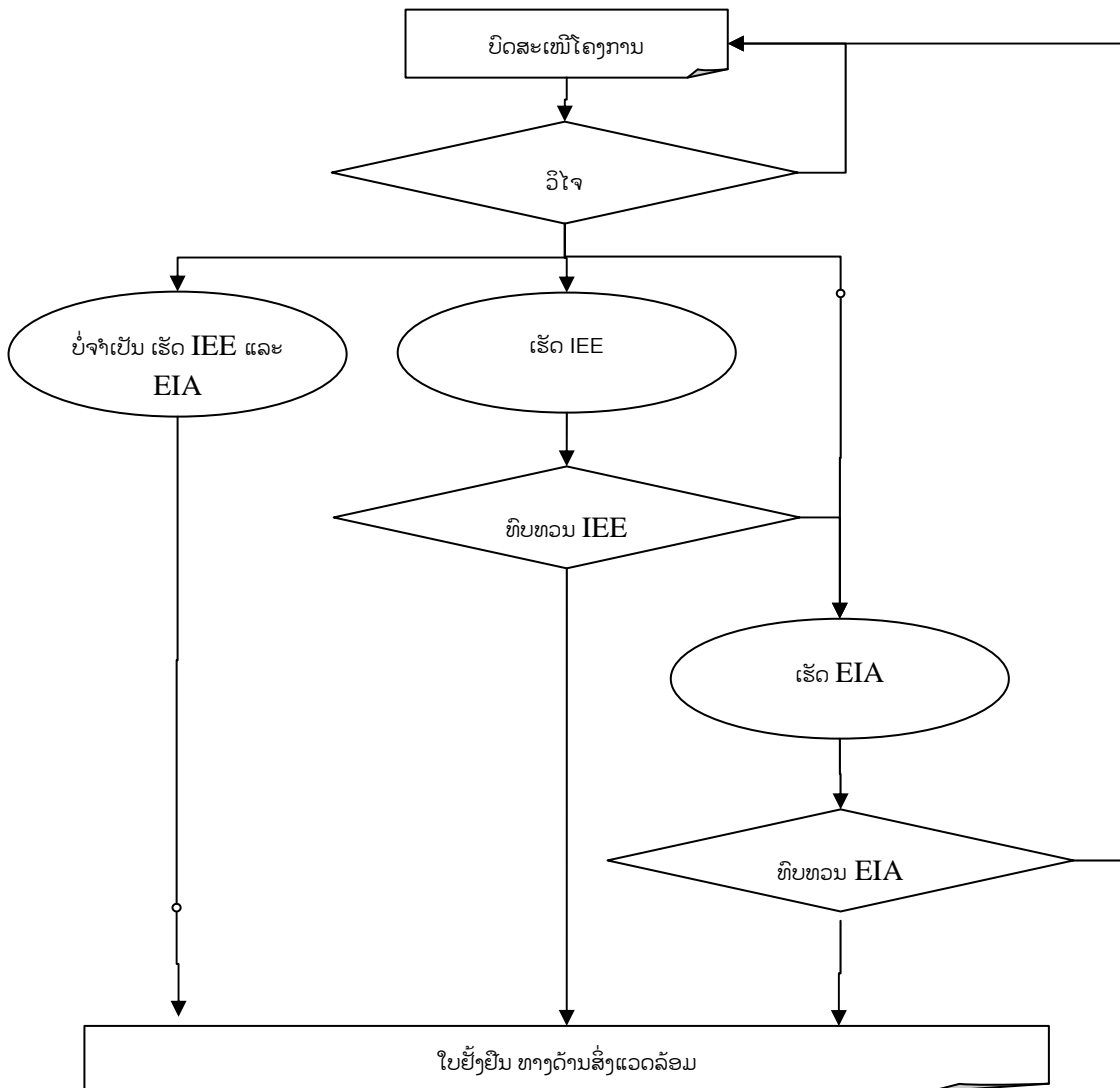 ບົດສະເໜີໂຄງການ
ວິໄຈ
ບໍ່ຈຳເປັນ ເຮັດ IEE ແລະ
EIA
ເຮັດ IEE
ທົບທວນ IEE
ເຮັດ EIA
ທົບທວນ EIA
ໃບຢັ້ງຢືນ ທາງດ້ານສິ່ງແວດລ້ອມ